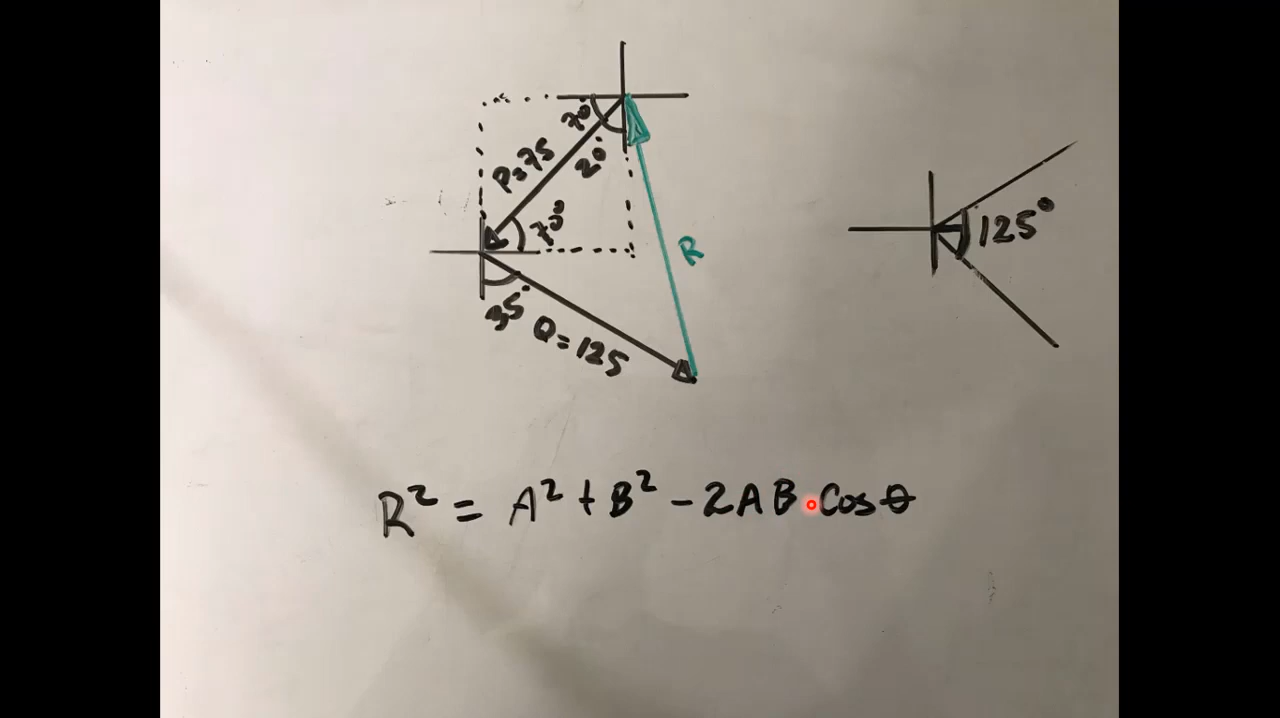 70°
20°
P=75
70°
35°
Q=125
R
125°
R² = A² + B² - 2AB · Cos θ